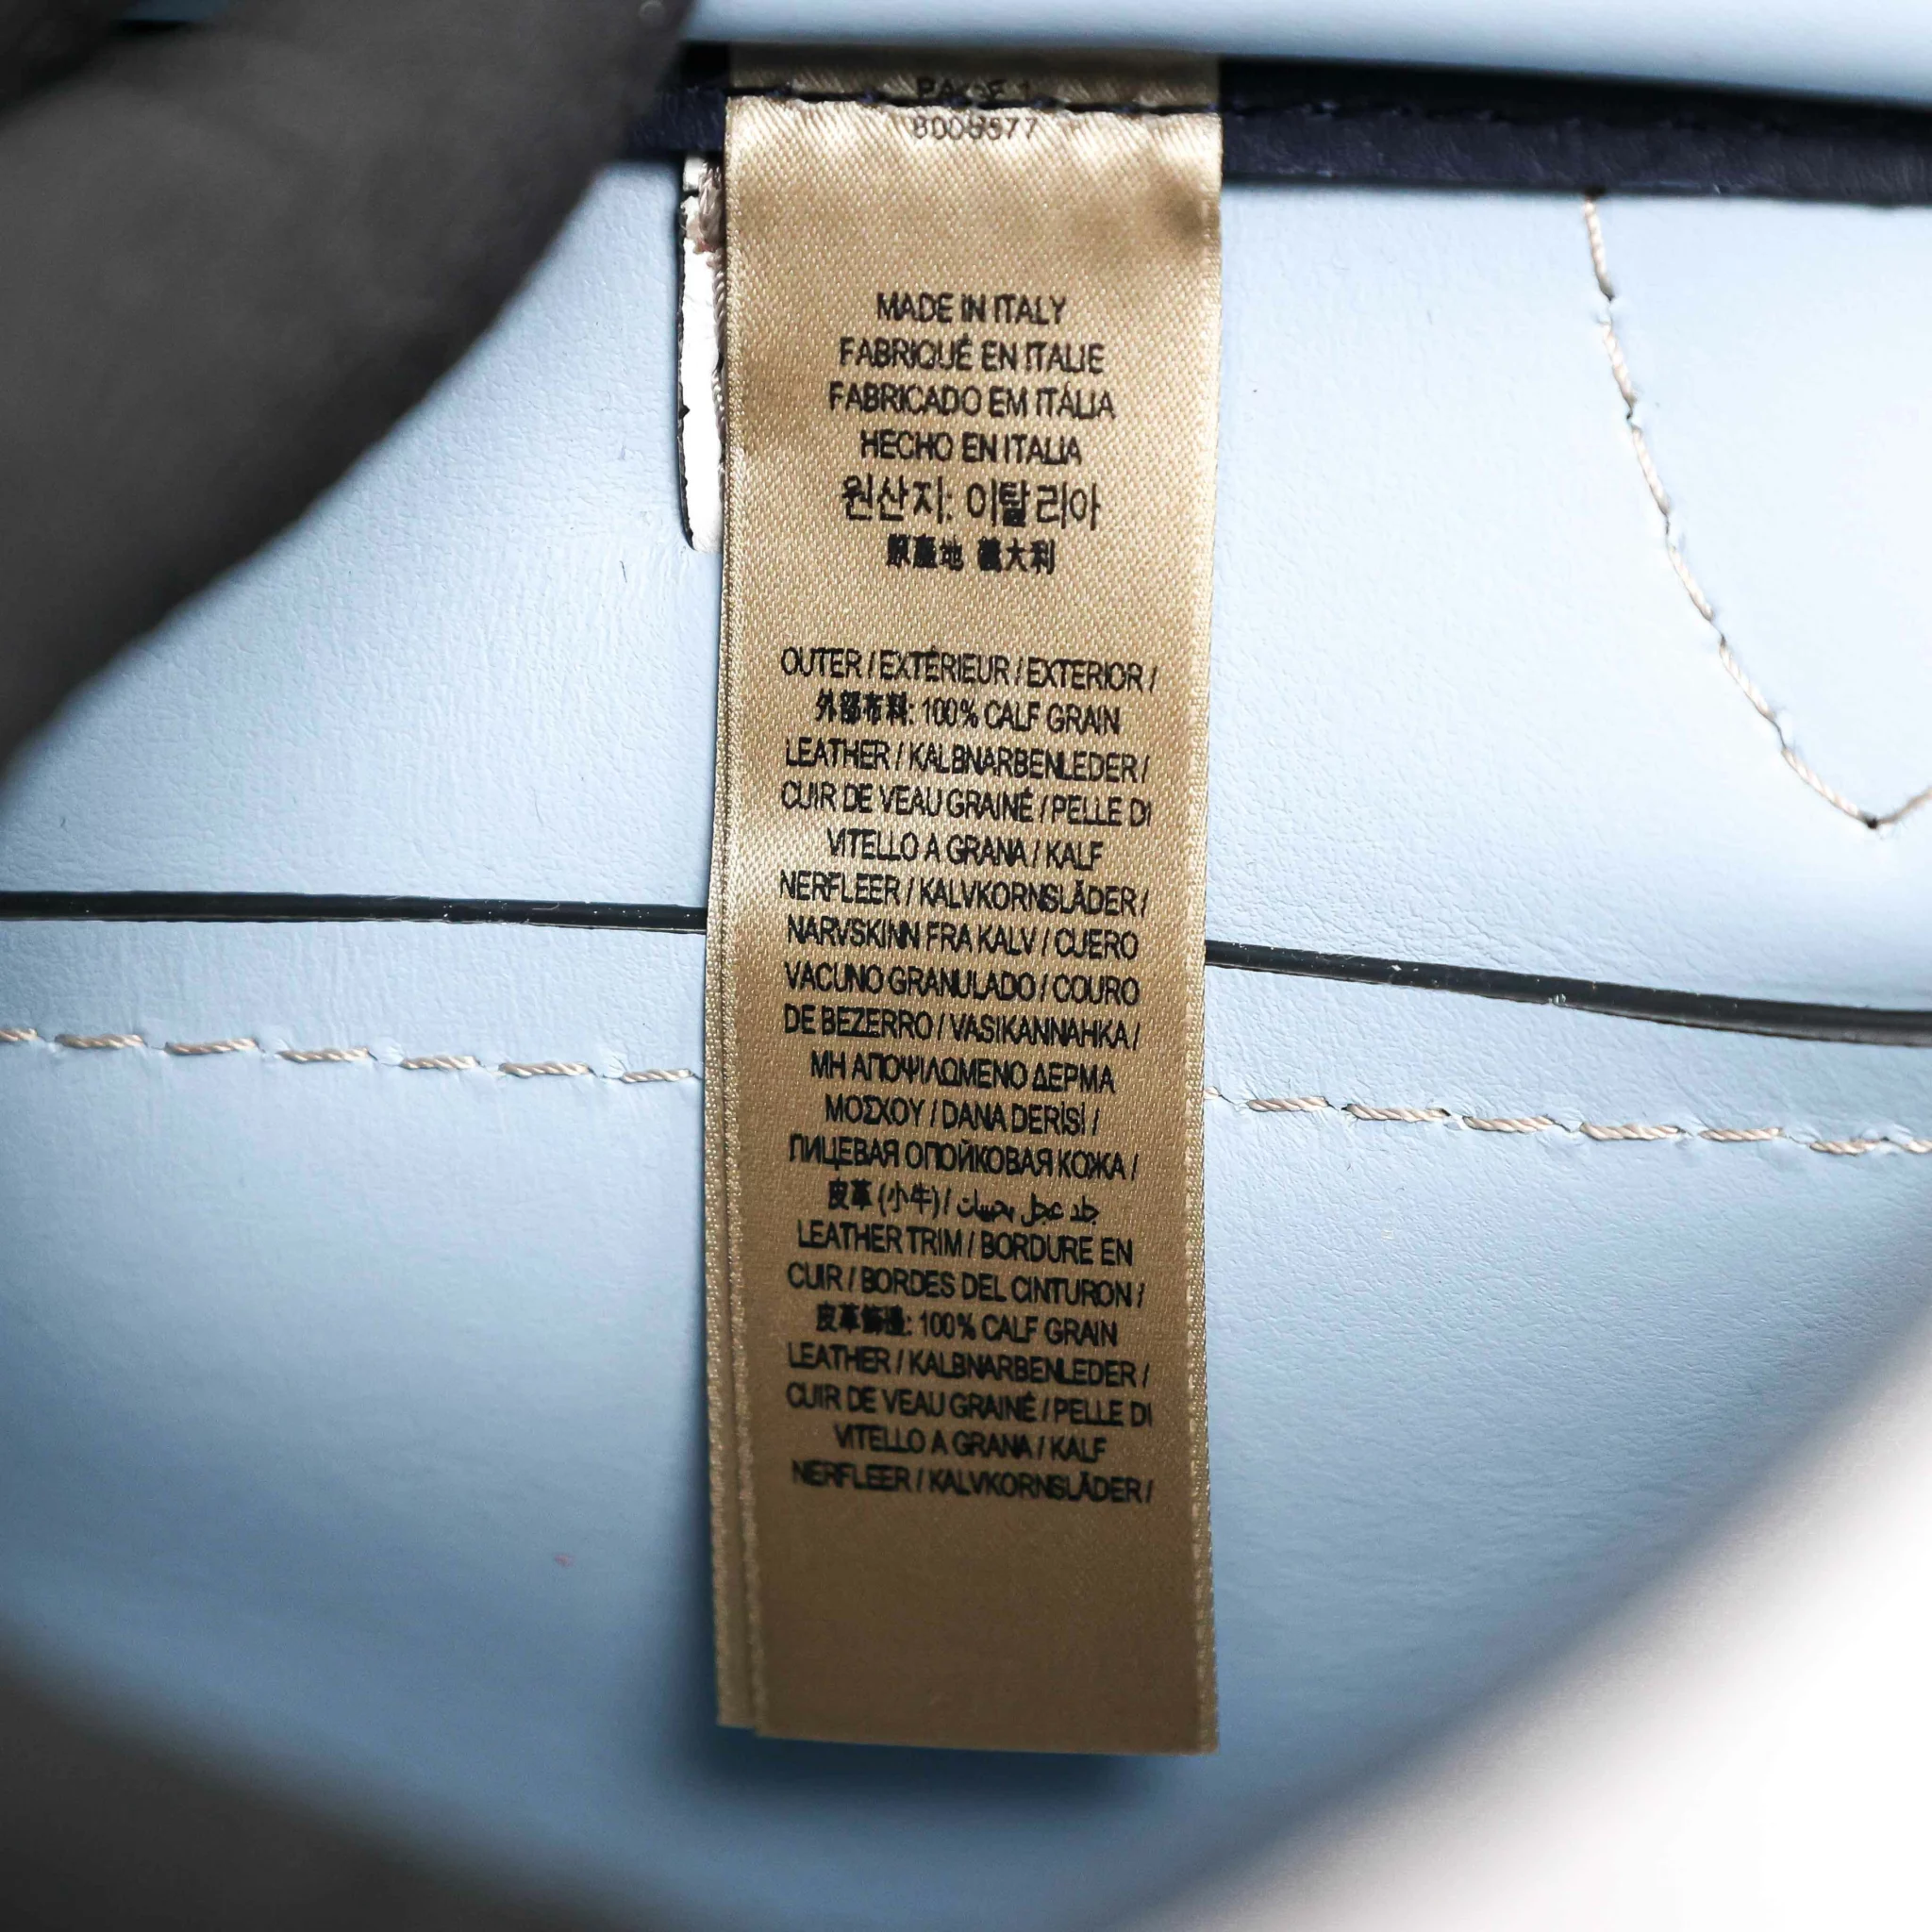 8006577
MADE IN ITALY
FABRIQUÉ EN ITALIE
FABRICADO EM ITÁLIA
HECHO EN ITALIA
원산지: 이탈리아
原產地 義大利
OUTER / EXTÉRIEUR / EXTERIOR /
外部布料: 100% CALF GRAIN
LEATHER / KALBNARBENLEDER /
CUIR DE VEAU GRAINÉ / PELLE DI
VITELLO A GRANA / KALF
NERFLEER / KALVKORNSLÄDER /
NARVSKINN FRA KALV / CUERO
VACUNO GRANULADO / COURO
DE BEZERRO / VASIKANNAHKA /
ΜΗ ΑΠΟΨΙΛΩΜΕΝΟ ΔΕΡΜΑ
ΜΟΣΧΟΥ / DANA DERİSİ /
ЛИЦЕВАЯ ОПОЙКОВАЯ КОЖА /
皮革 (小牛) / جلد عجل بحبيبات
LEATHER TRIM / BORDURE EN
CUIR / BORDES DEL CINTURON /
皮革飾邊: 100% CALF GRAIN
LEATHER / KALBNARBENLEDER /
CUIR DE VEAU GRAINÉ / PELLE DI
VITELLO A GRANA / KALF
NERFLEER / KALVKORNSLÄDER /